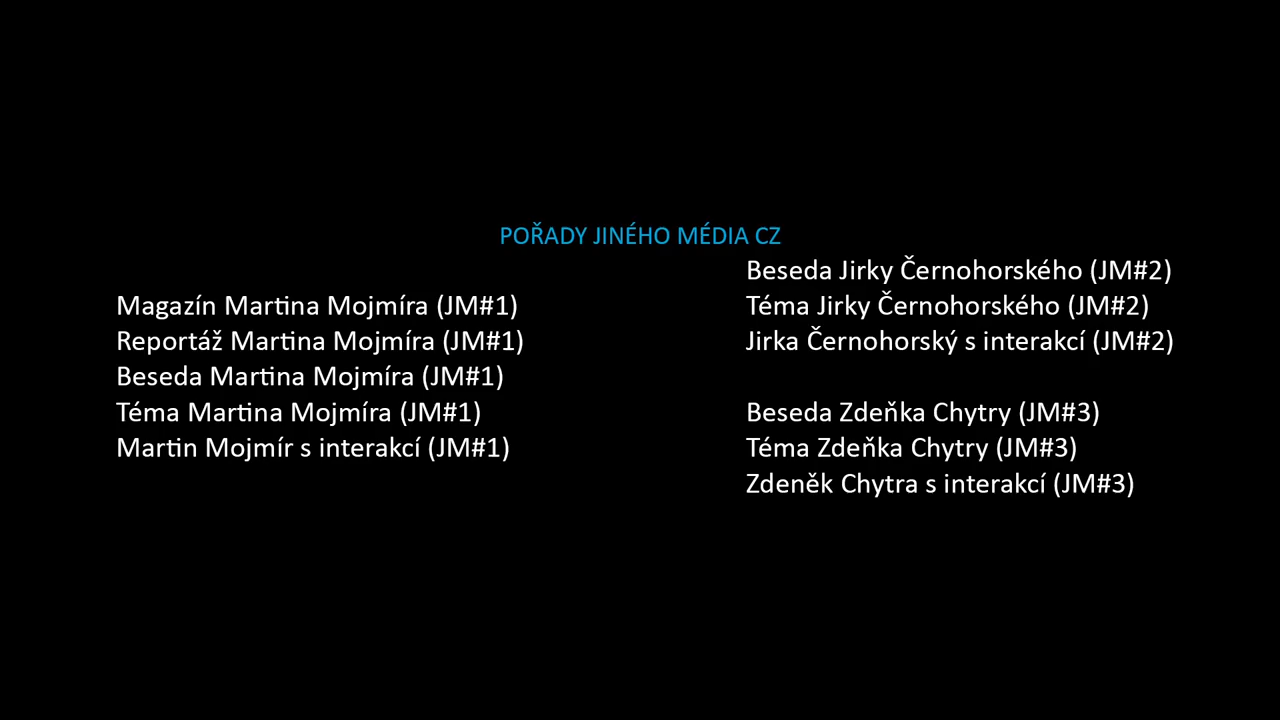 POŘADY JINÉHO MÉDIA CZ
Magazín Martina Mojmíra (JM#1)
Reportáž Martina Mojmíra (JM#1)
Beseda Martina Mojmíra (JM#1)
Téma Martina Mojmíra (JM#1)
Martin Mojmír s interakcí (JM#1)
Beseda Jirky Černohorského (JM#2)
Téma Jirky Černohorského (JM#2)
Jirka Černohorský s interakcí (JM#2)
Beseda Zdeňka Chytry (JM#3)
Téma Zdeňka Chytry (JM#3)
Zdeněk Chytra s interakcí (JM#3)